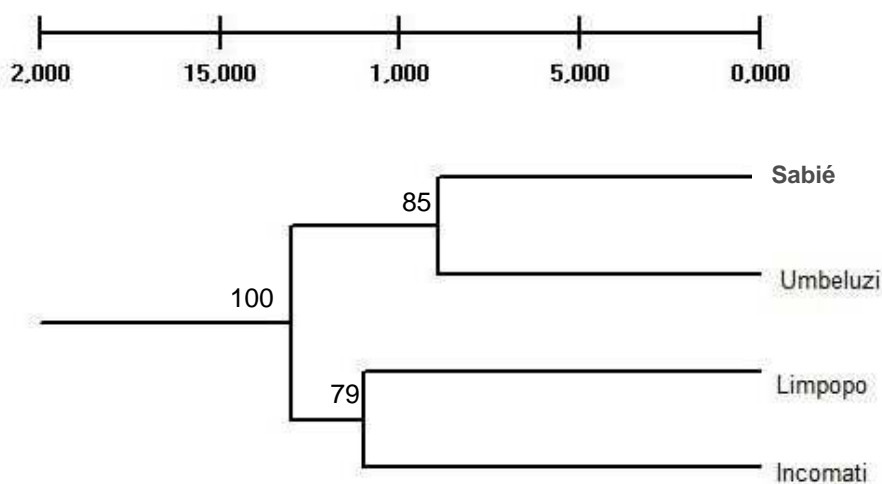 2,000 15,000 1,000 5,000 0,000
Sabié
85
Umbeluzi
100
Limpopo
79
Incomati